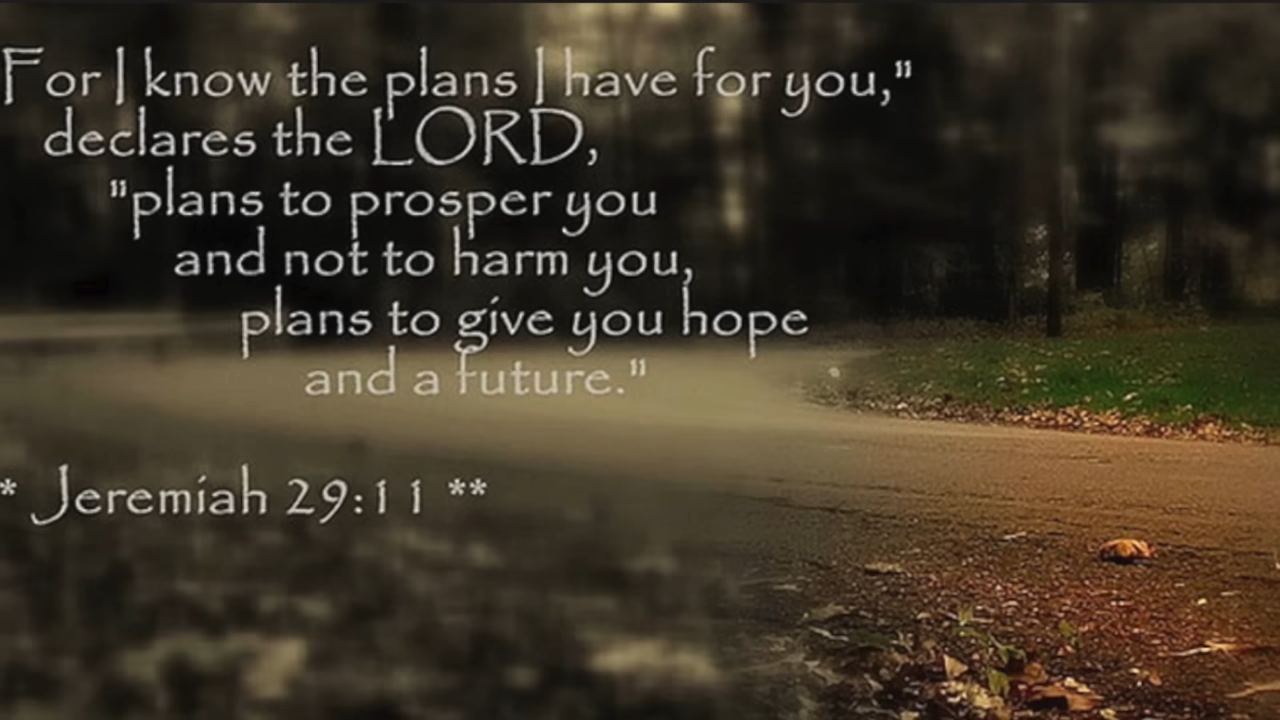 For I know the plans I have for you,"
declares the LORD,
"plans to prosper you
and not to harm you,
plans to give you hope
and a future."
* Jeremiah 29:11 **